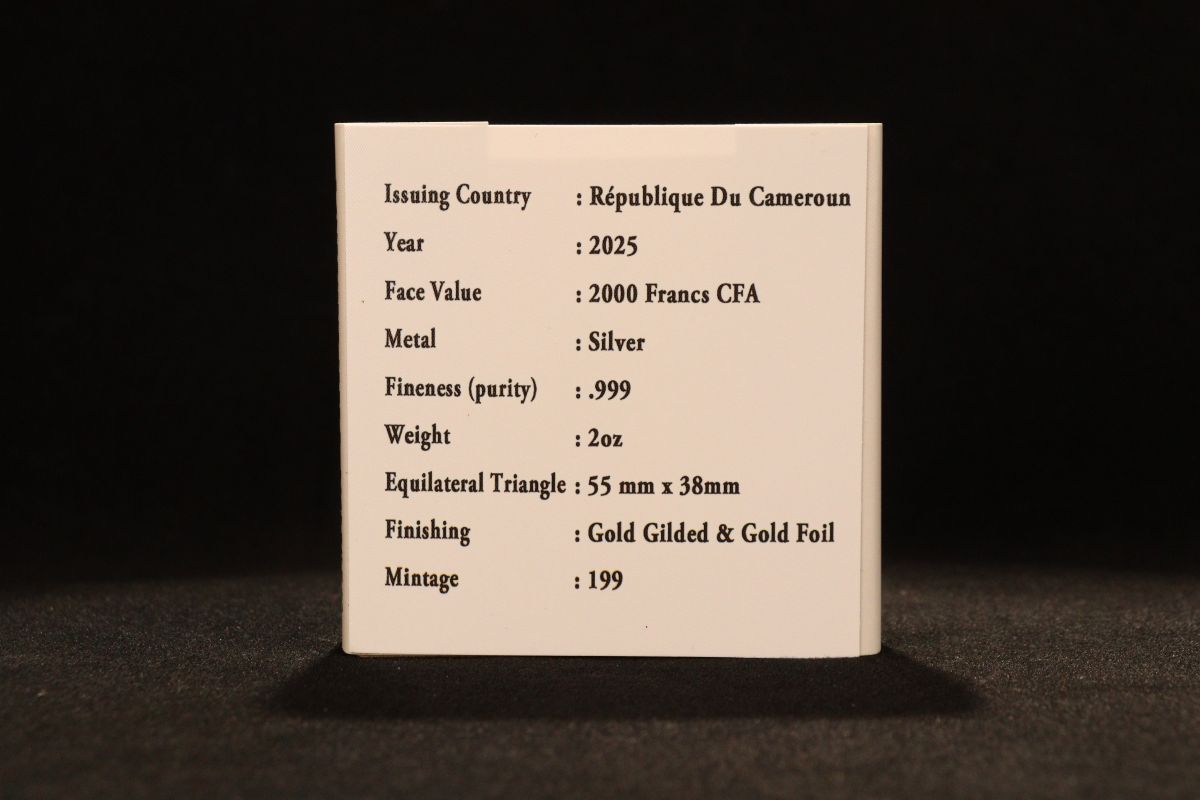 Issuing Country : République Du Cameroun
Year : 2025
Face Value : 2000 Francs CFA
Metal : Silver
Fineness (purity) : .999
Weight : 2oz
Equilateral Triangle : 55 mm x 38mm
Finishing : Gold Gilded & Gold Foil
Mintage : 199